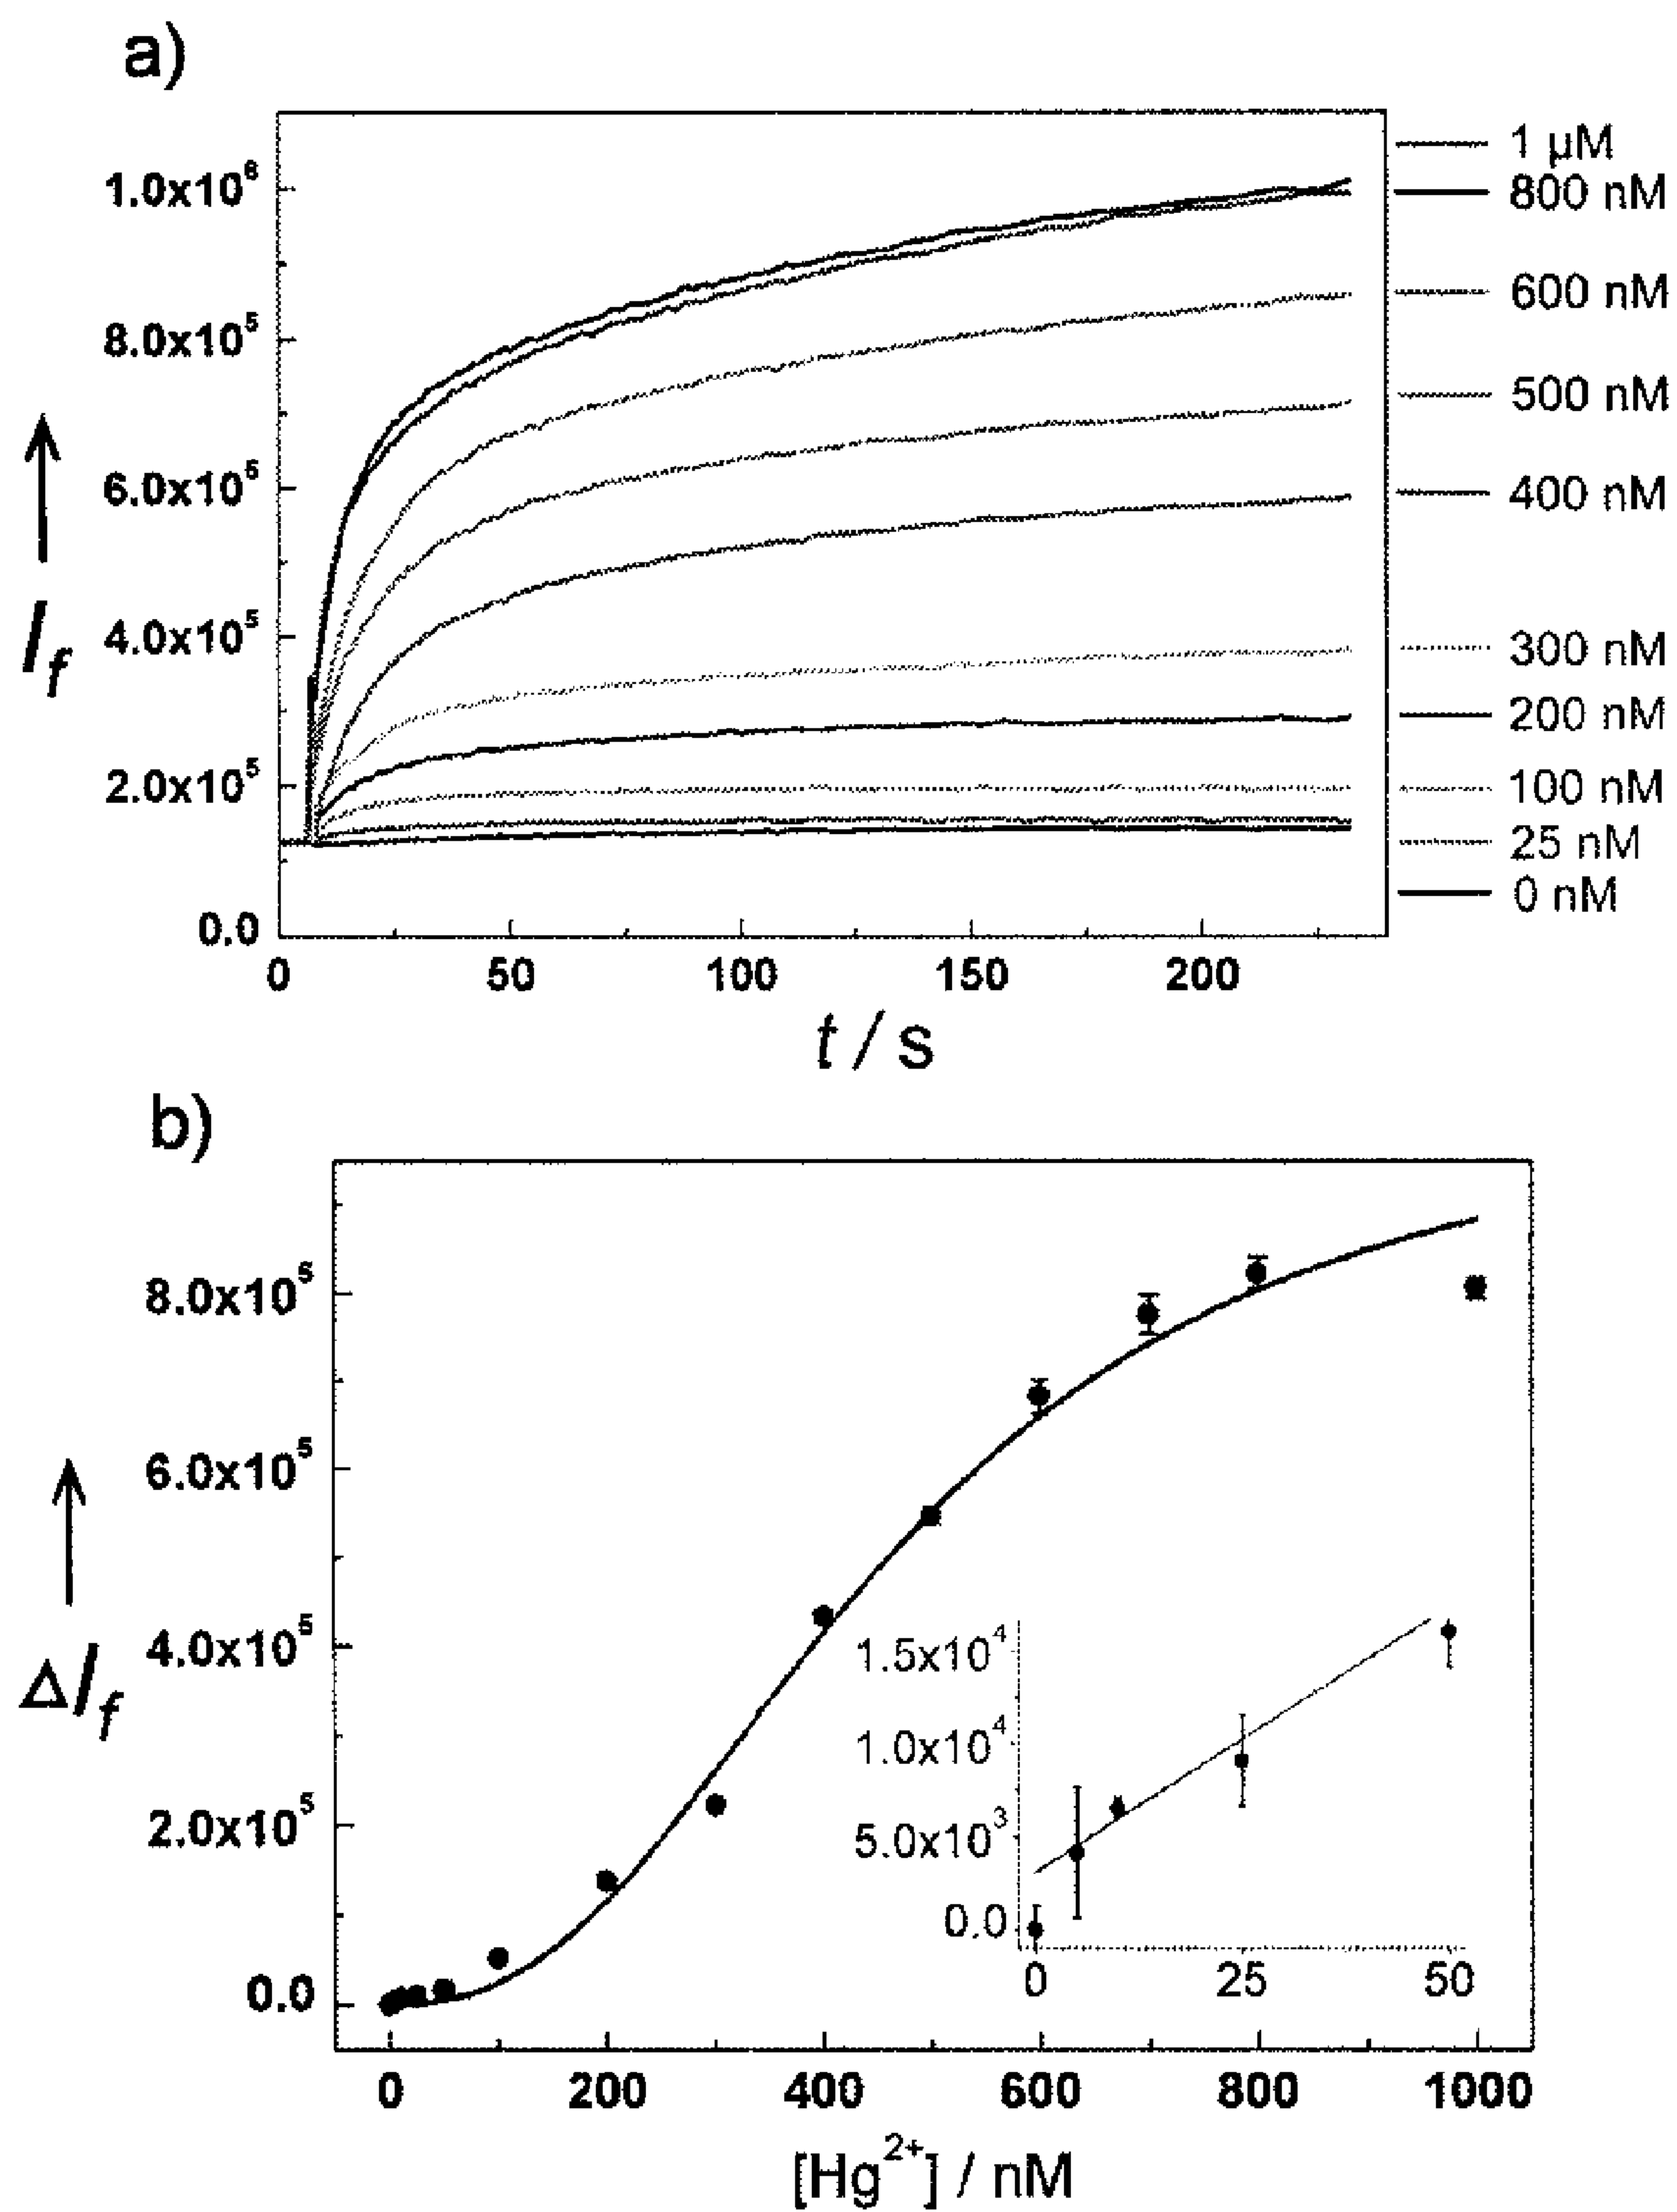 a)
1 µM
1.0x10⁶
800 nM
600 nM
8.0x10⁵
500 nM
6.0x10⁵
400 nM
I_f
4.0x10⁵
300 nM
200 nM
2.0x10⁵
100 nM
25 nM
0 nM
0.0
0 50 100 150 200
t / s
b)
8.0x10⁵
6.0x10⁵
4.0x10⁵
ΔI_f
2.0x10⁵
0.0
1.5x10⁴
1.0x10⁴
5.0x10³
0.0
0 25 50
0 200 400 600 800 1000
[Hg²⁺] / nM